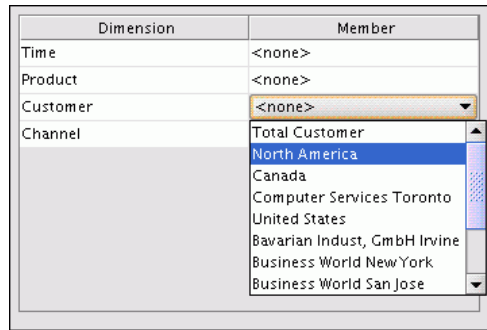 Dimension Member
Time <none>
Product <none>
Customer <none>
Channel
Total Customer
North America
Canada
Computer Services Toronto
United States
Bavarian Indust, GmbH Irvine
Business World New York
Business World San Jose